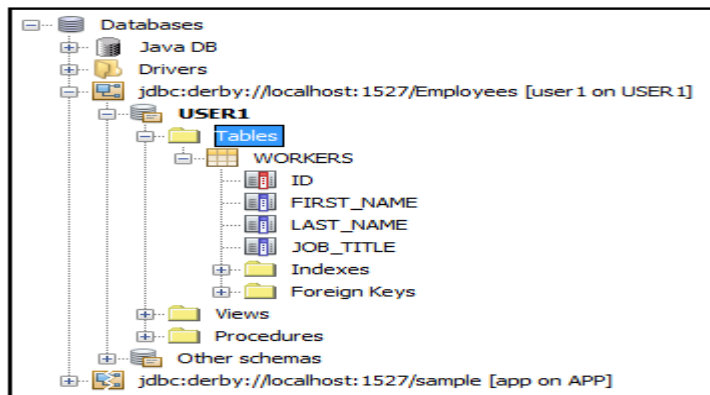 Databases
Java DB
Drivers
jdbc:derby://localhost:1527/Employees [user1 on USER1]
USER1
Tables
WORKERS
ID
FIRST_NAME
LAST_NAME
JOB_TITLE
Indexes
Foreign Keys
Views
Procedures
Other schemas
jdbc:derby://localhost:1527/sample [app on APP]